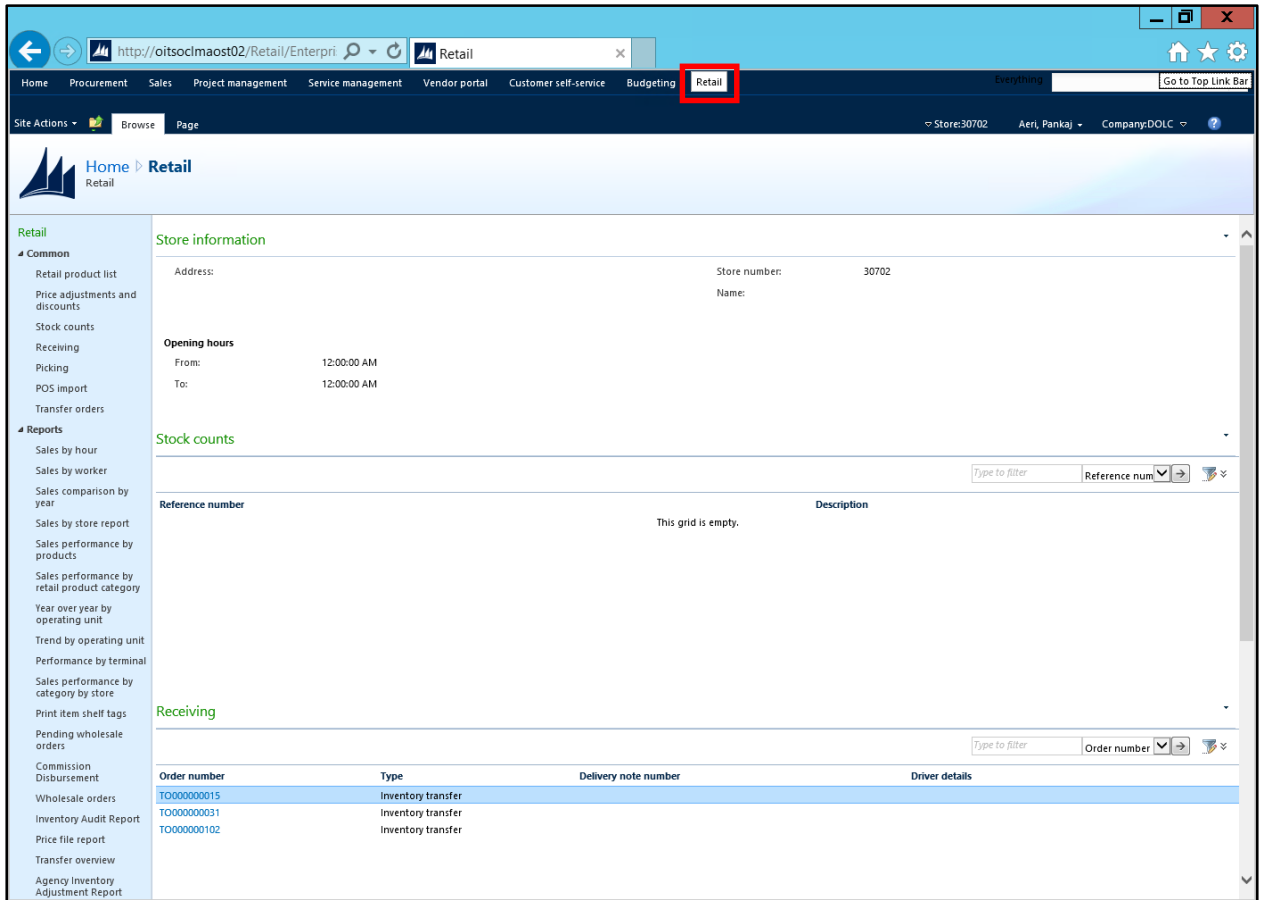 X
http://oitsoclmaost02/Retail/Enterpri
Retail
Home Procurement Sales Project management Service management Vendor portal Customer self-service Budgeting Retail Everything Go to Top Link Bar
Site Actions Browse Page Store:30702 Aeri, Pankaj Company:DOLC ?
Home Retail
Retail
Retail
Common
Retail product list
Price adjustments and
discounts
Stock counts
Receiving
Picking
POS import
Transfer orders
Reports
Sales by hour
Sales by worker
Sales comparison by
year
Sales by store report
Sales performance by
products
Sales performance by
retail product category
Year over year by
operating unit
Trend by operating unit
Performance by terminal
Sales performance by
category by store
Print item shelf tags
Pending wholesale
orders
Commission
Disbursement
Wholesale orders
Inventory Audit Report
Price file report
Transfer overview
Agency Inventory
Adjustment Report
Store information
Address: Store number: 30702
Name:
Opening hours
From: 12:00:00 AM
To: 12:00:00 AM
Stock counts
Type to filter Reference num
Reference number Description
This grid is empty.
Receiving
Type to filter Order number
Order number Type Delivery note number Driver details
TO000000015 Inventory transfer
TO000000031 Inventory transfer
TO000000102 Inventory transfer